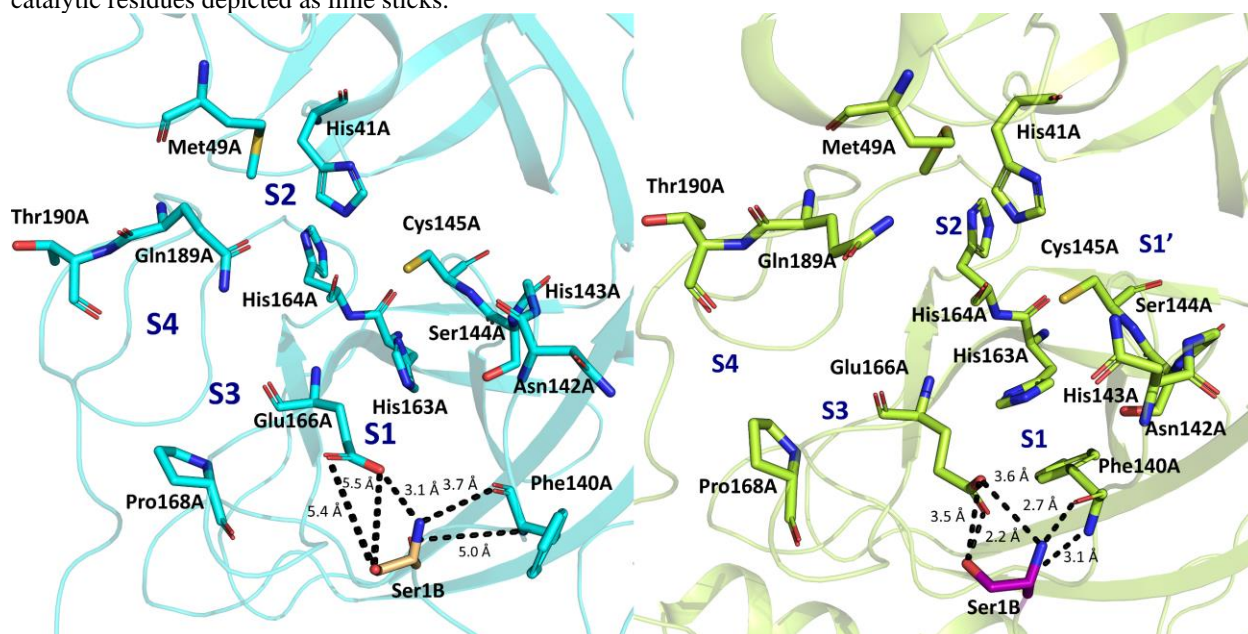 catalytic residues depicted as lime sticks.
Met49A
His41A
S2
Thr190A
Gln189A
Cys145A
His164A
His143A
S4
Ser144A
Asn142A
S3
Glu166A
His163A
S1
Pro168A
5.5 Å
3.1 Å
3.7 Å
Phe140A
5.4 Å
5.0 Å
Ser1B
Met49A
His41A
Thr190A
S2
Cys145A
S1’
Gln189A
His164A
Ser144A
S4
Glu166A
His163A
S3
His143A
S1
Asn142A
Pro168A
Phe140A
3.6 Å
3.5 Å
2.7 Å
2.2 Å
3.1 Å
Ser1B